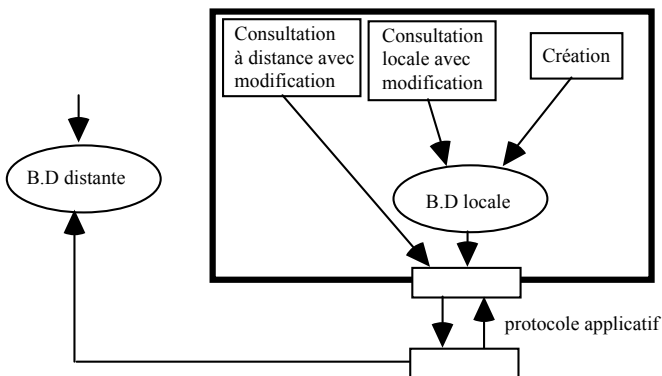 Consultation
à distance avec
modification
Consultation
locale avec
modification
Création
B.D distante
B.D locale
protocole applicatif